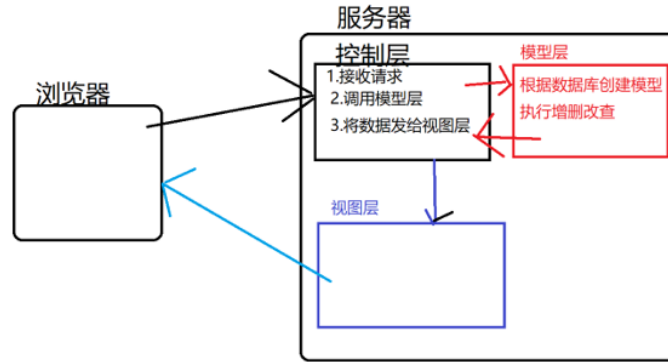 服务器
浏览器
控制层
1.接收请求
2.调用模型层
3.将数据发给视图层
模型层
根据数据库创建模型
执行增删改查
视图层